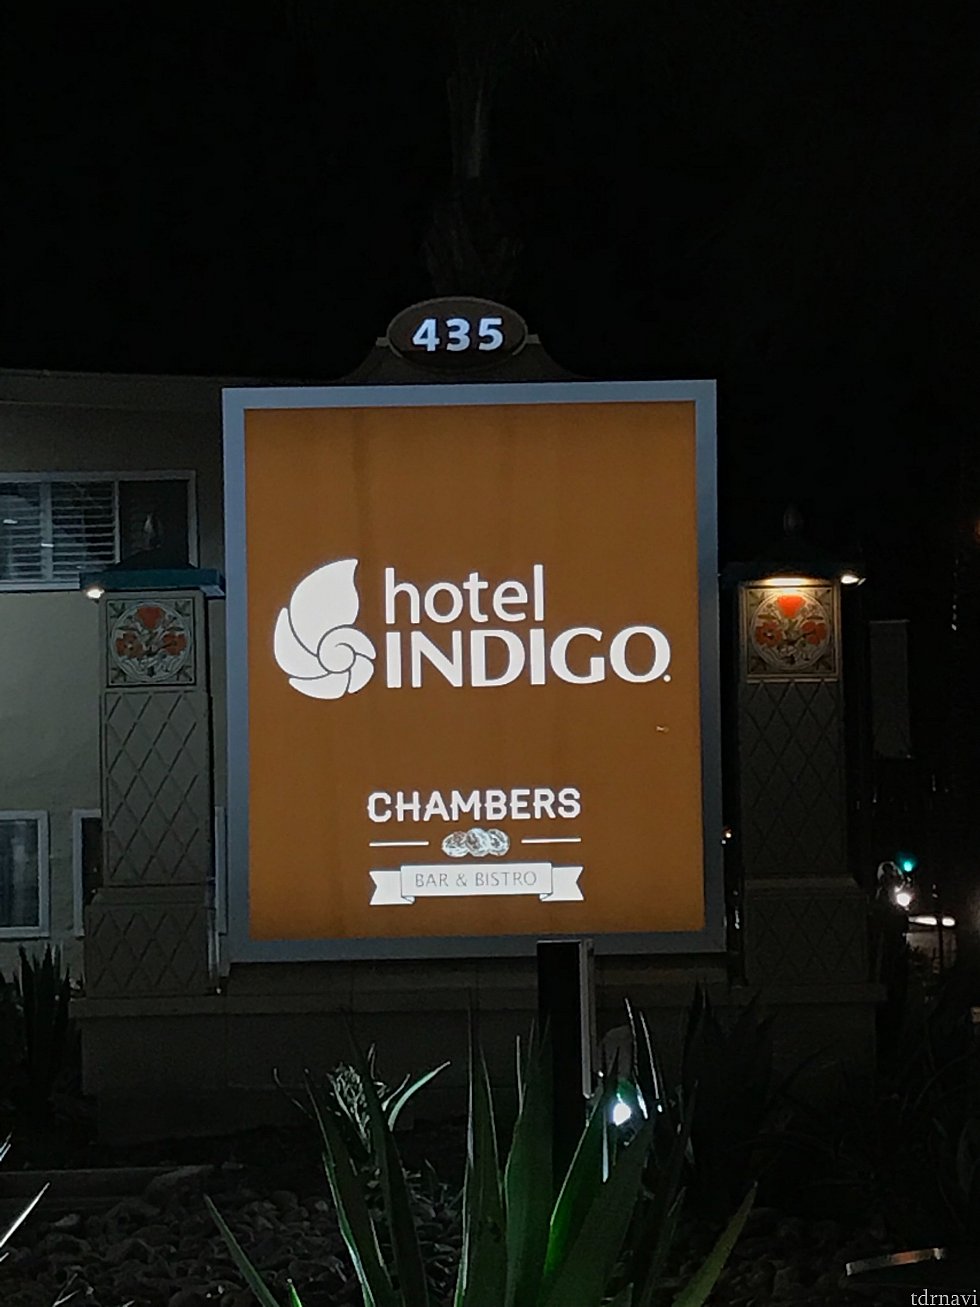 435
hotel
INDIGO.
CHAMBERS
BAR & BISTRO
tdrnavi